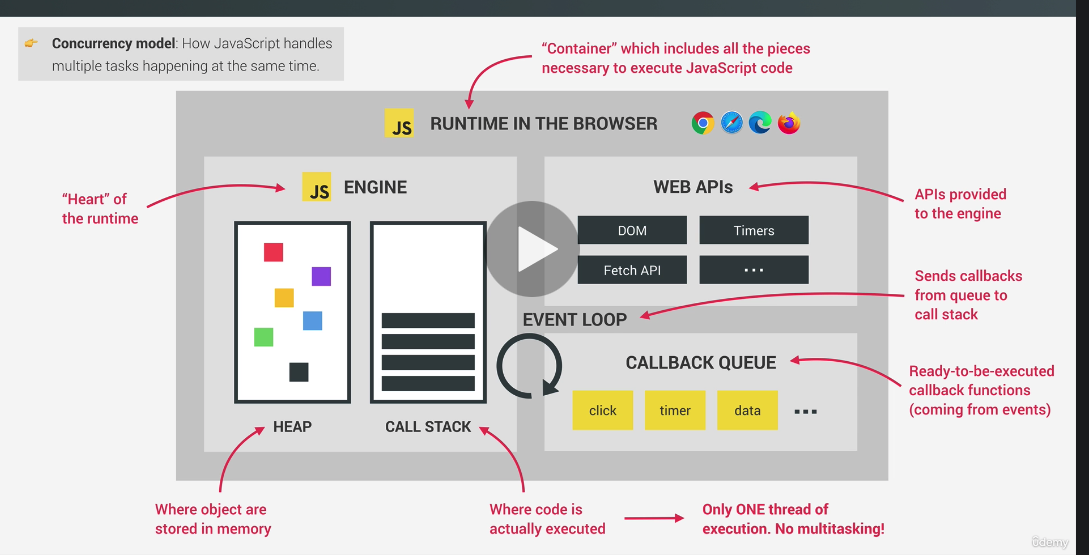 👉 Concurrency model: How JavaScript handles
multiple tasks happening at the same time.
“Container” which includes all the pieces
necessary to execute JavaScript code
JS RUNTIME IN THE BROWSER
“Heart” of
the runtime
JS ENGINE
WEB APIs
APIs provided
to the engine
DOM
Timers
Fetch API
...
Sends callbacks
from queue to
call stack
EVENT LOOP
CALLBACK QUEUE
Ready-to-be-executed
callback functions
(coming from events)
click
timer
data
...
HEAP
CALL STACK
Where object are
stored in memory
Where code is
actually executed
Only ONE thread of
execution. No multitasking!
ûdemy